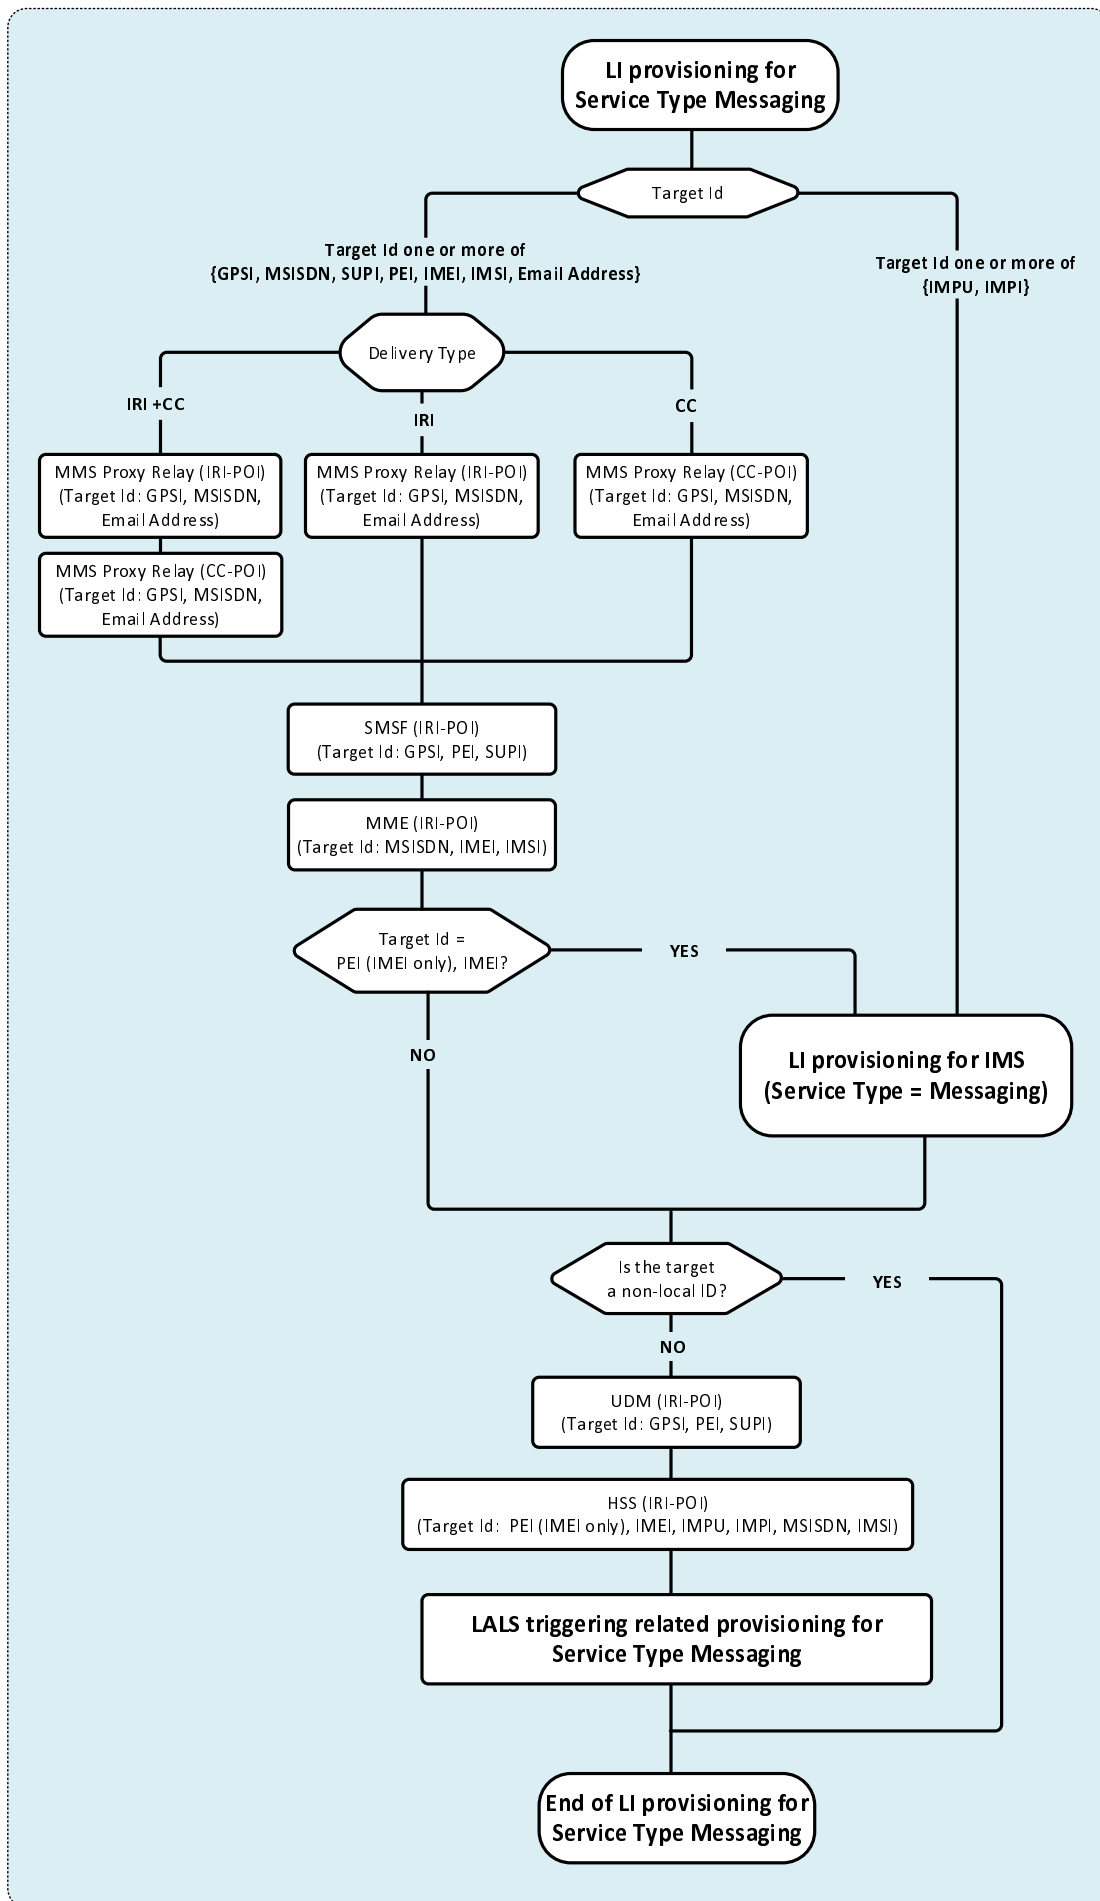 LI provisioning for
Service Type Messaging
Target Id
Target Id one or more of
{GPSI, MSISDN, SUPI, PEI, IMEI, IMSI, Email Address}
Target Id one or more of
{IMPU, IMPI}
Delivery Type
IRI +CC
IRI
CC
MMS Proxy Relay (IRI-POI)
(Target Id: GPSI, MSISDN,
Email Address)
MMS Proxy Relay (IRI-POI)
(Target Id: GPSI, MSISDN,
Email Address)
MMS Proxy Relay (CC-POI)
(Target Id: GPSI, MSISDN,
Email Address)
MMS Proxy Relay (CC-POI)
(Target Id: GPSI, MSISDN,
Email Address)
SMSF (IRI-POI)
(Target Id: GPSI, PEI, SUPI)
MME (IRI-POI)
(Target Id: MSISDN, IMEI, IMSI)
Target Id =
PEI (IMEI only), IMEI?
YES
NO
LI provisioning for IMS
(Service Type = Messaging)
Is the target
a non-local ID?
YES
NO
UDM (IRI-POI)
(Target Id: GPSI, PEI, SUPI)
HSS (IRI-POI)
(Target Id:  PEI (IMEI only), IMEI, IMPU, IMPI, MSISDN, IMSI)
LALS triggering related provisioning for
Service Type Messaging
End of LI provisioning for
Service Type Messaging